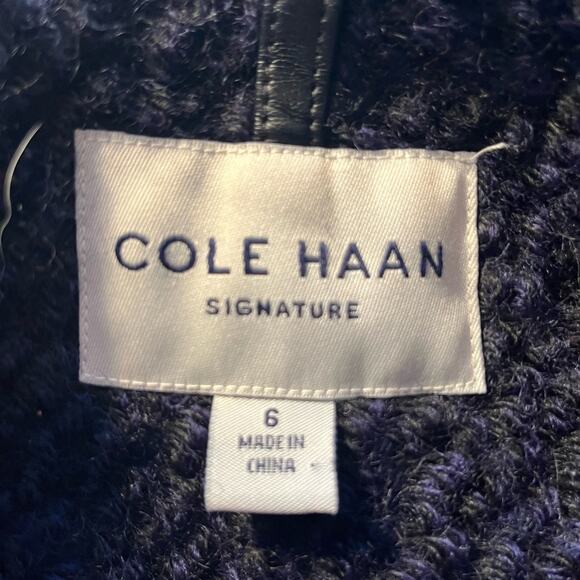 COLE HAAN
SIGNATURE
6
MADE IN
CHINA